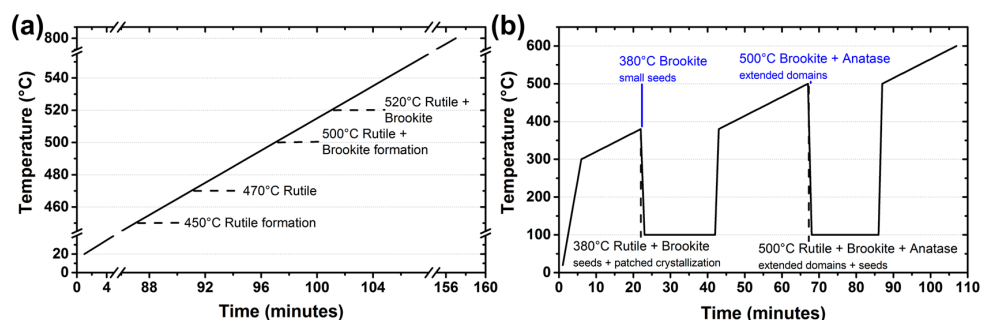 (a)
Temperature (°C)
800
540
520
500
480
460
20
0
520°C Rutile +
Brookite
500°C Rutile +
Brookite formation
470°C Rutile
450°C Rutile formation
0 2 4 88 92 96 100 104 156 160
Time (minutes)
(b)
Temperature (°C)
600
500
400
300
200
100
0
380°C Brookite
small seeds
500°C Brookite + Anatase
extended domains
380°C Rutile + Brookite
seeds + patched crystallization
500°C Rutile + Brookite + Anatase
extended domains + seeds
0 10 20 30 40 50 60 70 80 90 100 110
Time (minutes)